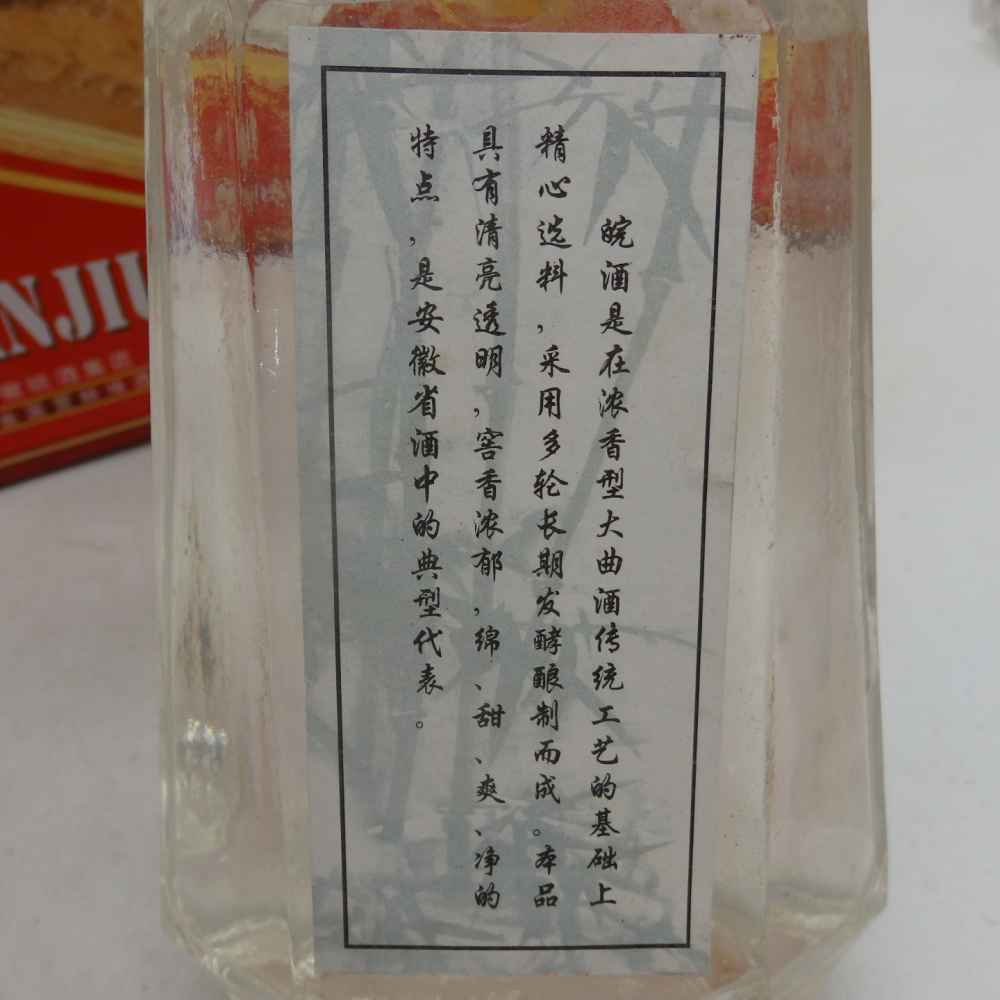 皖酒是在浓香型大曲酒传统工艺的基础上
精心选料,采用多轮长期发酵酿制而成。本品
具有清亮透明,窖香浓郁,绵、甜、爽、净的
特点,是安徽省酒中的典型代表。
ANJIU